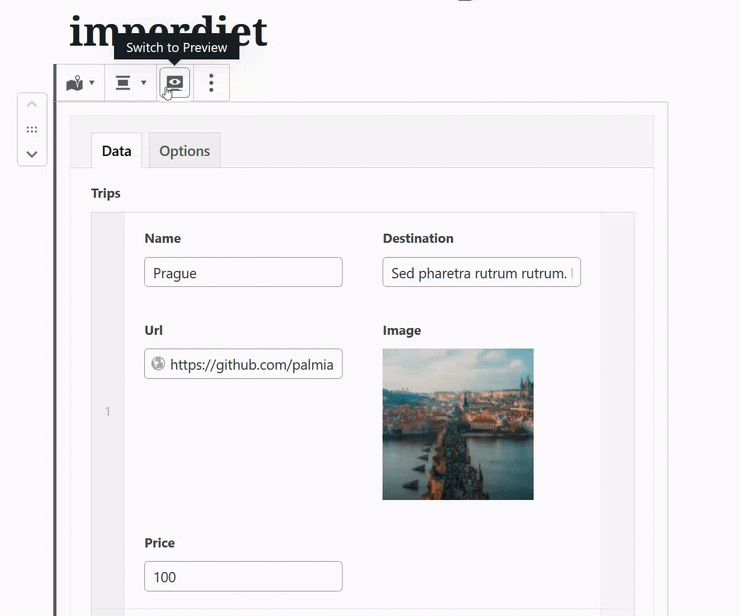 imperdiet
Switch to Preview
Data
Options
Trips
Name
Destination
Prague
Sed pharetra rutrum rutrum.
Url
Image
https://github.com/palmia
1
Price
100